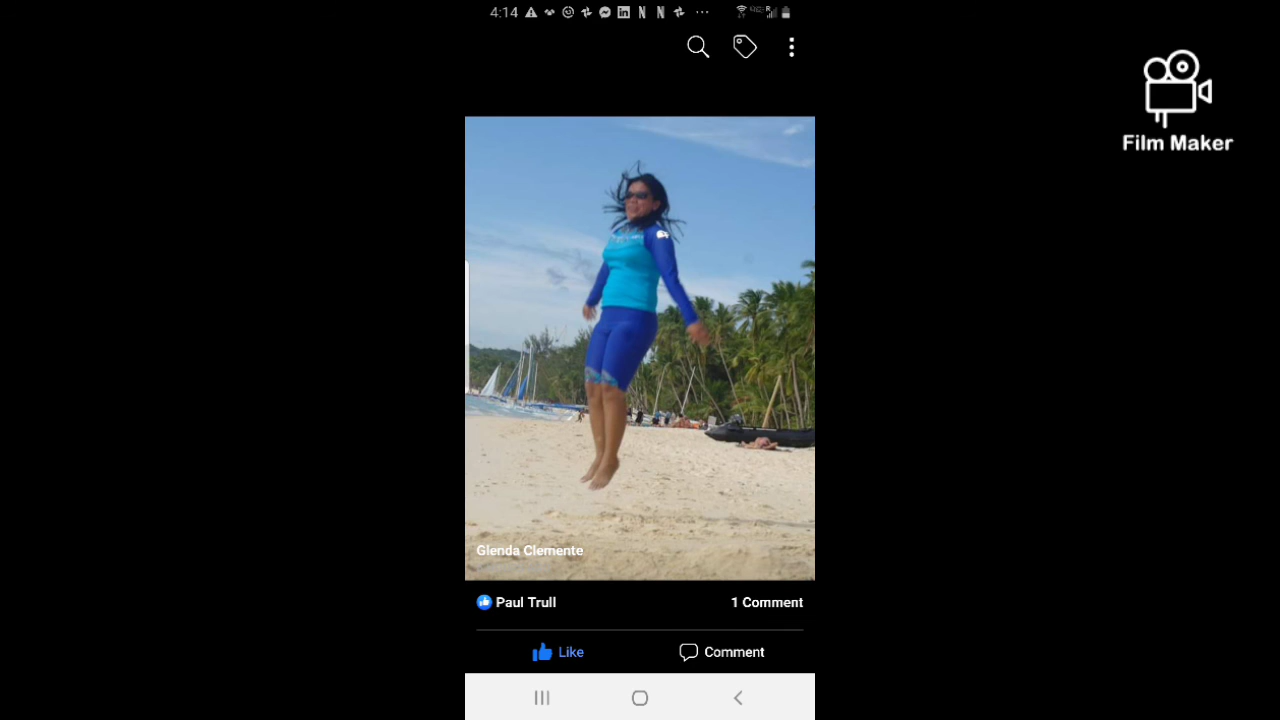 4:14
Film Maker
Glenda Clemente
Paul Trull
1 Comment
Like
Comment